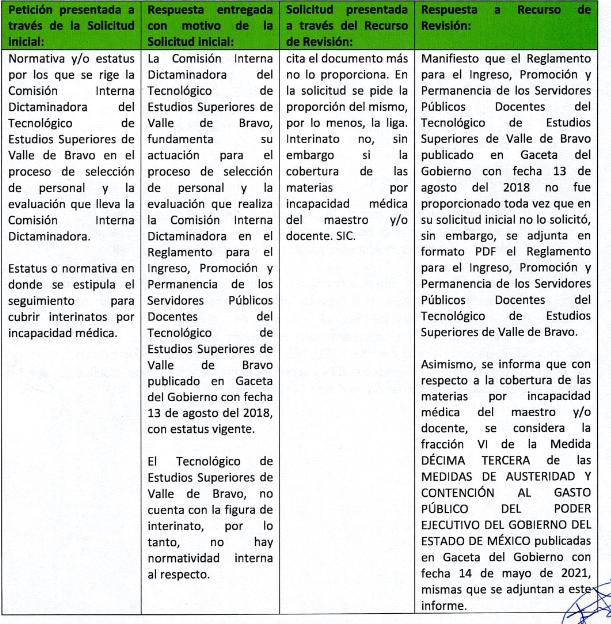 Petición presentada a
través de la Solicitud
inicial:
Normativa y/o estatus
por los que se rige la
Comisión Interna
Dictaminadora del
Tecnológico de
Estudios Superiores de
Valle de Bravo en el
proceso de selección
de personal y la
evaluación que lleva la
Comisión Interna
Dictaminadora.
Estatus o normativa en
donde se estipula el
seguimiento para
cubrir interinatos por
incapacidad médica.
Respuesta entregada
con motivo de la
Solicitud inicial:
La Comisión Interna
Dictaminadora del
Tecnológico de
Estudios Superiores de
Valle de Bravo,
fundamenta su
actuación para el
proceso de selección
de personal y la
evaluación que realiza
la Comisión Interna
Dictaminadora en el
Reglamento para el
Ingreso, Promoción y
Permanencia de los
Servidores Públicos
Docentes del
Tecnológico de
Estudios Superiores de
Valle de Bravo
publicado en Gaceta
del Gobierno con fecha
13 de agosto del 2018,
con estatus vigente.
El Tecnológico de
Estudios Superiores de
Valle de Bravo, no
cuenta con la figura de
interinato, por lo
tanto, no hay
normatividad interna
al respecto.
Solicitud presentada
a través del Recurso
de Revisión:
cita el documento más
no lo proporciona. En
la solicitud se pide la
proporción del mismo,
por lo menos, la liga.
Interinato no, sin
embargo si la
cobertura de las
materias por
incapacidad médica
del maestro y/o
docente. SIC.
Respuesta a Recurso de
Revisión:
Manifiesto que el Reglamento
para el Ingreso, Promoción y
Permanencia de los Servidores
Públicos Docentes del
Tecnológico de Estudios
Superiores de Valle de Bravo
publicado en Gaceta del
Gobierno con fecha 13 de
agosto del 2018 no fue
proporcionado toda vez que en
su solicitud inicial no lo solicitó,
sin embargo, se adjunta en
formato PDF el Reglamento
para el Ingreso, Promoción y
Permanencia de los Servidores
Públicos Docentes del
Tecnológico de Estudios
Superiores de Valle de Bravo.
Asimismo, se informa que con
respecto a la cobertura de las
materias por incapacidad
médica del maestro y/o
docente, se considera la
fracción VI de la Medida
DÉCIMA TERCERA de las
MEDIDAS DE AUSTERIDAD Y
CONTENCIÓN AL GASTO
PÚBLICO DEL PODER
EJECUTIVO DEL GOBIERNO DEL
ESTADO DE MÉXICO publicadas
en Gaceta del Gobierno con
fecha 14 de mayo de 2021,
mismas que se adjuntan a este
informe.